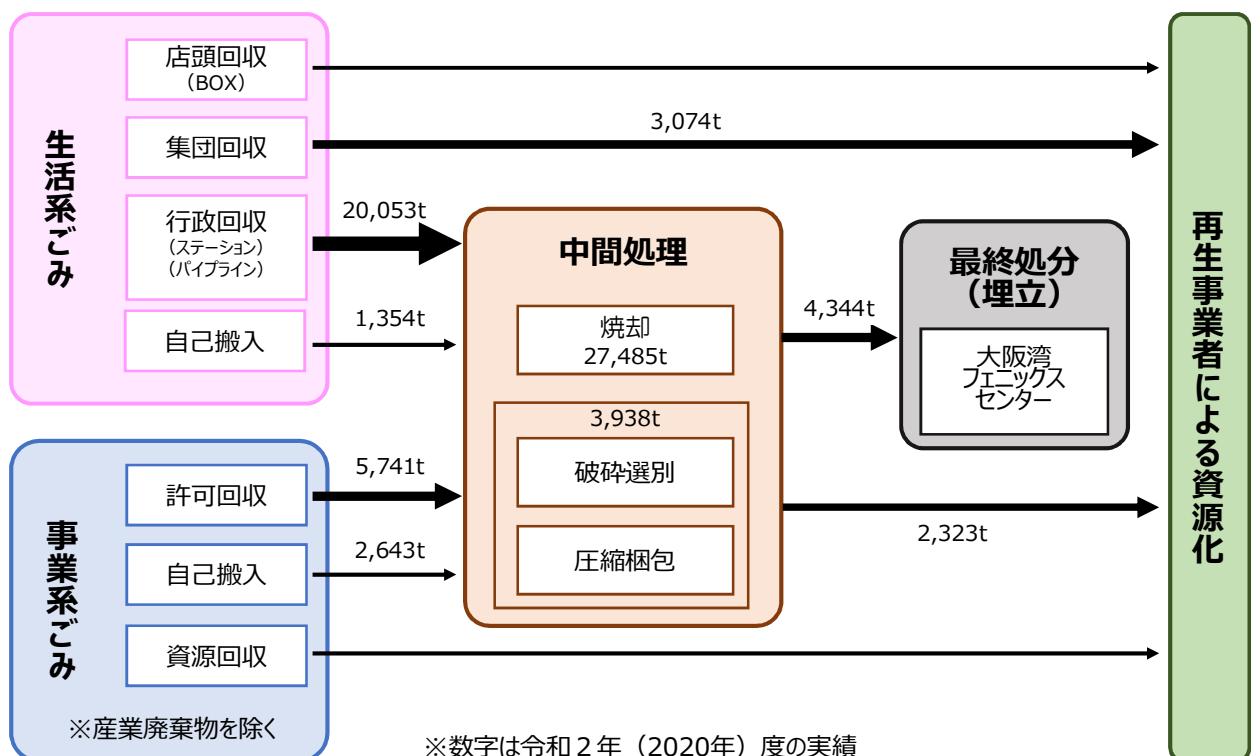 生活系ごみ
店頭回収
（BOX）
集団回収
3,074t
行政回収
（ステーション）
（パイプライン）
20,053t
自己搬入
1,354t
中間処理
焼却
27,485t
3,938t
破砕選別
圧縮梱包
4,344t
最終処分
（埋立）
大阪湾
フェニックス
センター
2,323t
再生事業者による資源化
事業系ごみ
許可回収
5,741t
自己搬入
2,643t
資源回収
※産業廃棄物を除く
※数字は令和２年（2020年）度の実績